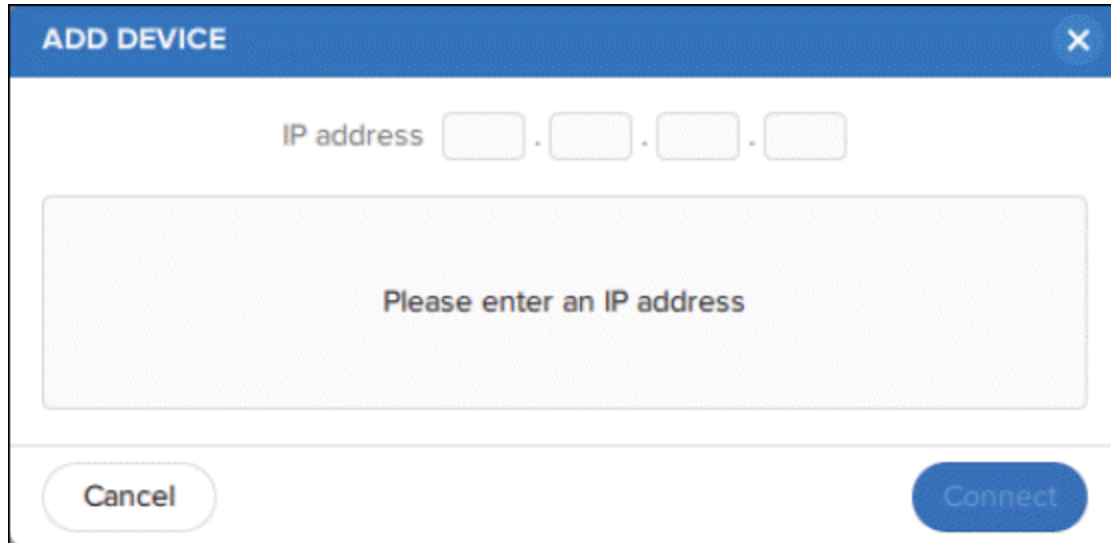 ADD DEVICE
IP address . . .
Please enter an IP address
Cancel Connect